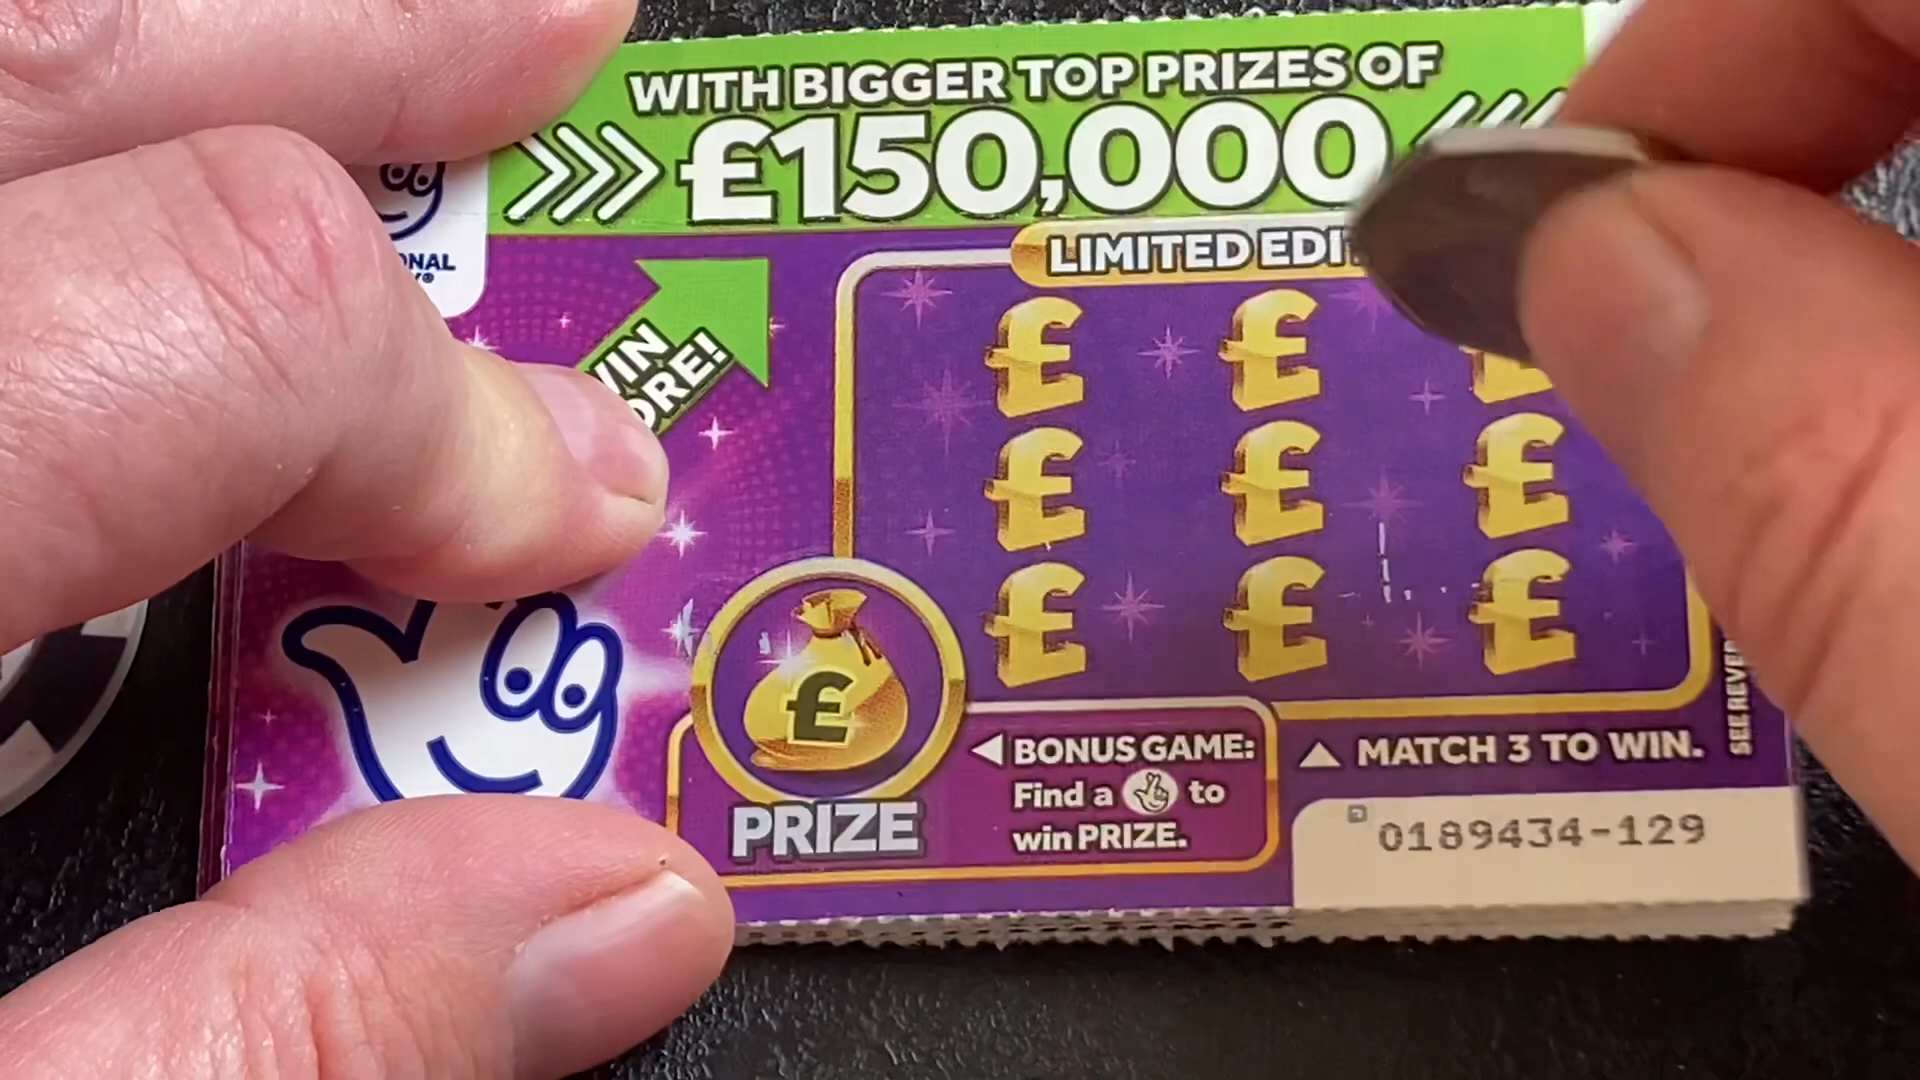 WITH BIGGER TOP PRIZES OF
£150,000
LIMITED
£ £ £
£ £ £
£ £ £
£
PRIZE
BONUS GAME:
Find a to
win PRIZE.
MATCH 3 TO WIN.
SEE
0189434-129